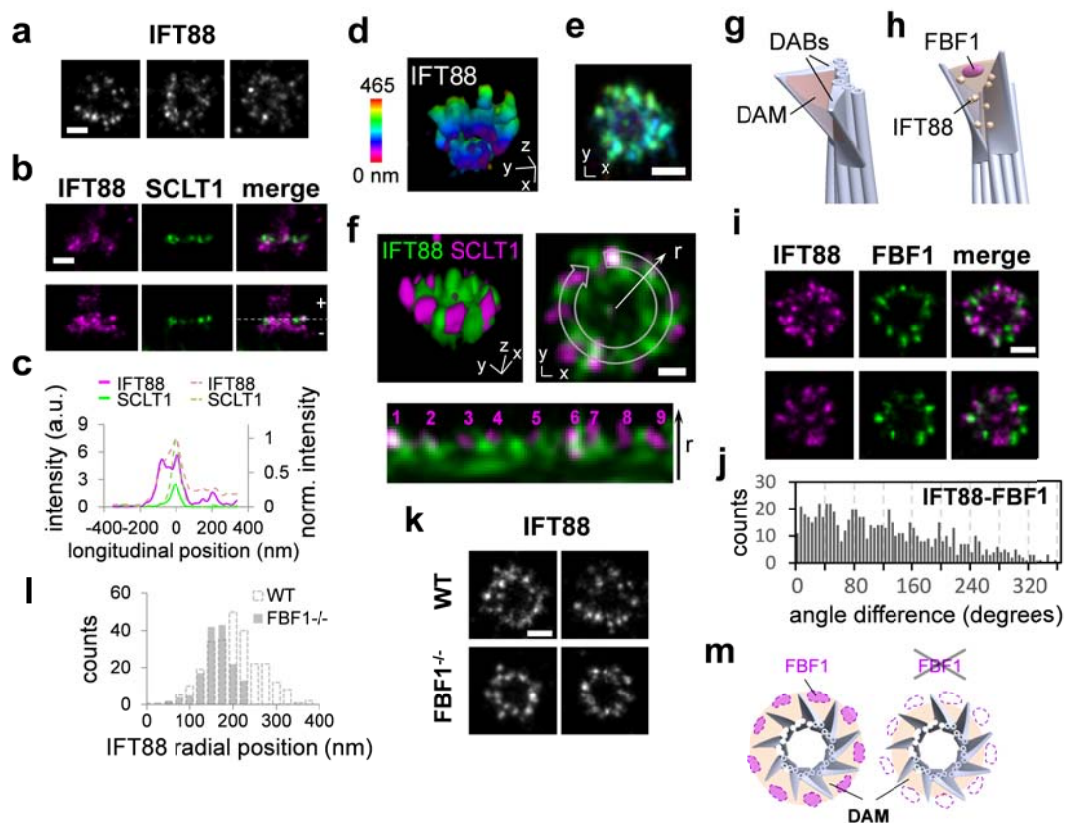 a
IFT88
b
IFT88 SCLT1 merge
+
-
c
IFT88 IFT88
SCLT1 SCLT1
intensity (a.u.)
9
6
3
0
norm. intensity
1
0.5
0
-400 -200 0 200 400
longitudinal position (nm)
d
465
0 nm
IFT88
z
y
x
e
y
x
f
IFT88 SCLT1
z
x
y
r
y
x
1 2 3 4 5 6 7 8 9
r
g
DABs
DAM
h
FBF1
IFT88
i
IFT88 FBF1 merge
j
IFT88-FBF1
counts
30
20
10
0
0 80 160 240 320
angle difference (degrees)
k
IFT88
WT
FBF1-/-
l
WT
FBF1-/-
counts
60
40
20
0
0 100 200 300 400
IFT88 radial position (nm)
m
FBF1 FBF1
DAM